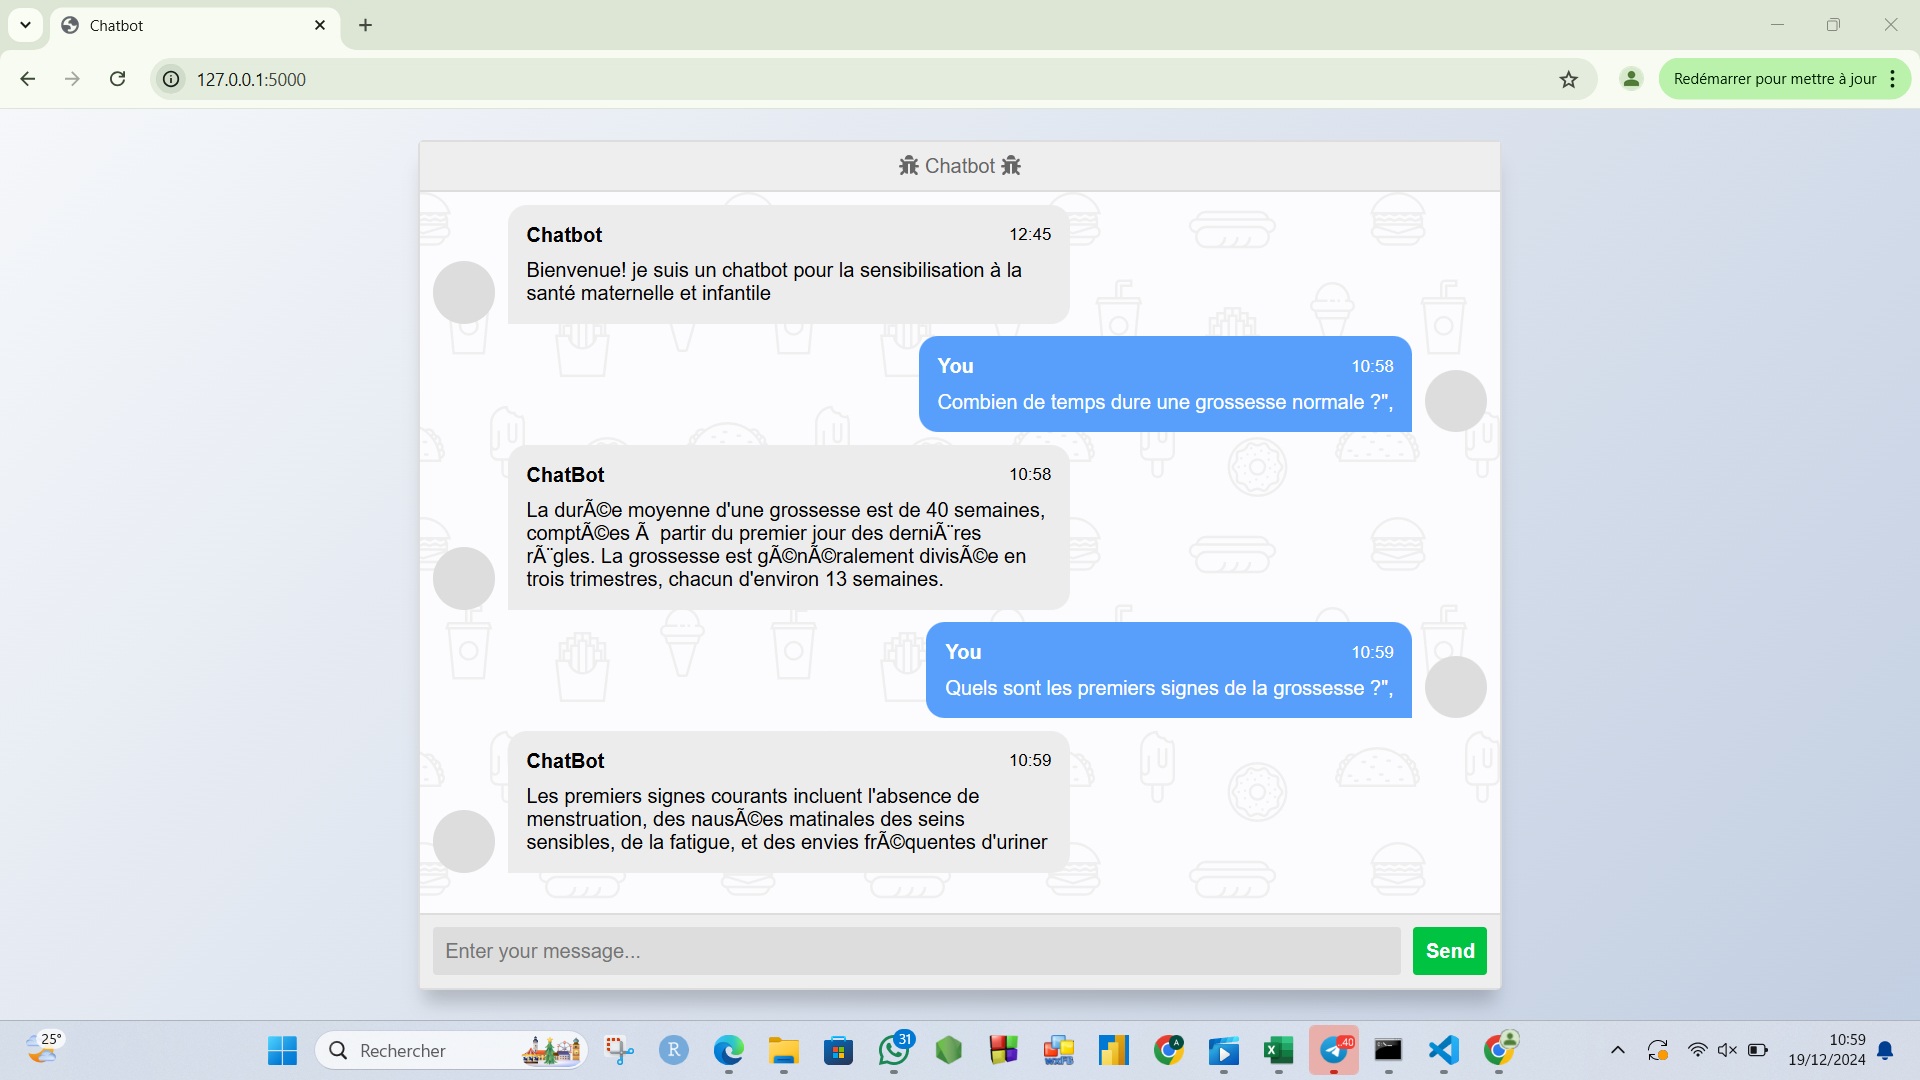 Chatbot
127.0.0.1:5000
Redémarrer pour mettre à jour
Chatbot
Chatbot 12:45
Bienvenue! je suis un chatbot pour la sensibilisation à la
santé maternelle et infantile
You 10:58
Combien de temps dure une grossesse normale ?",
ChatBot 10:58
La durÃ©e moyenne d'une grossesse est de 40 semaines,
comptÃ©es Ã  partir du premier jour des derniÃ¨res
rÃ¨gles. La grossesse est gÃ©nÃ©ralement divisÃ©e en
trois trimestres, chacun d'environ 13 semaines.
You 10:59
Quels sont les premiers signes de la grossesse ?",
ChatBot 10:59
Les premiers signes courants incluent l'absence de
menstruation, des nausÃ©es matinales des seins
sensibles, de la fatigue, et des envies frÃ©quentes d'uriner
Enter your message...
Send
25°
Rechercher
R
31
A
40
10:59
19/12/2024